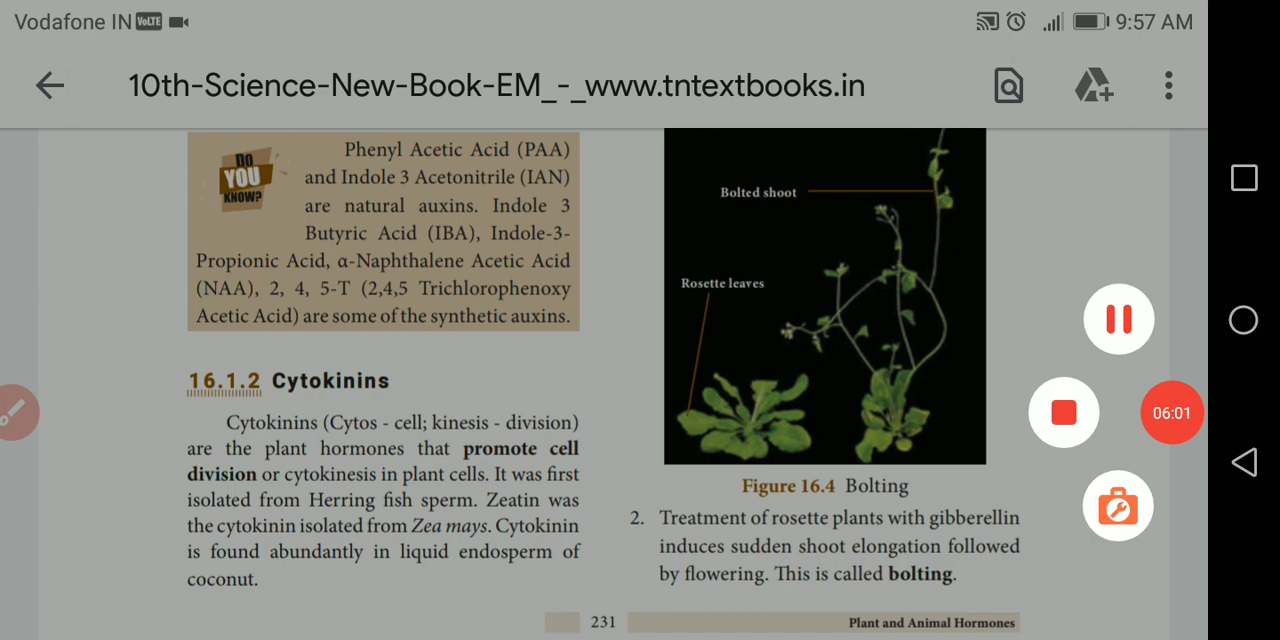 Vodafone IN VoLTE 9:57 AM
10th-Science-New-Book-EM_-_www.tntextbooks.in
DO
YOU
KNOW?
Phenyl Acetic Acid (PAA)
and Indole 3 Acetonitrile (IAN)
are natural auxins. Indole 3
Butyric Acid (IBA), Indole-3-
Propionic Acid, α-Naphthalene Acetic Acid
(NAA), 2, 4, 5-T (2,4,5 Trichlorophenoxy
Acetic Acid) are some of the synthetic auxins.
16.1.2 Cytokinins
Cytokinins (Cytos - cell; kinesis - division)
are the plant hormones that promote cell
division or cytokinesis in plant cells. It was first
isolated from Herring fish sperm. Zeatin was
the cytokinin isolated from Zea mays. Cytokinin
is found abundantly in liquid endosperm of
coconut.
Bolted shoot
Rosette leaves
Figure 16.4 Bolting
2. Treatment of rosette plants with gibberellin
induces sudden shoot elongation followed
by flowering. This is called bolting.
231
Plant and Animal Hormones
06:01